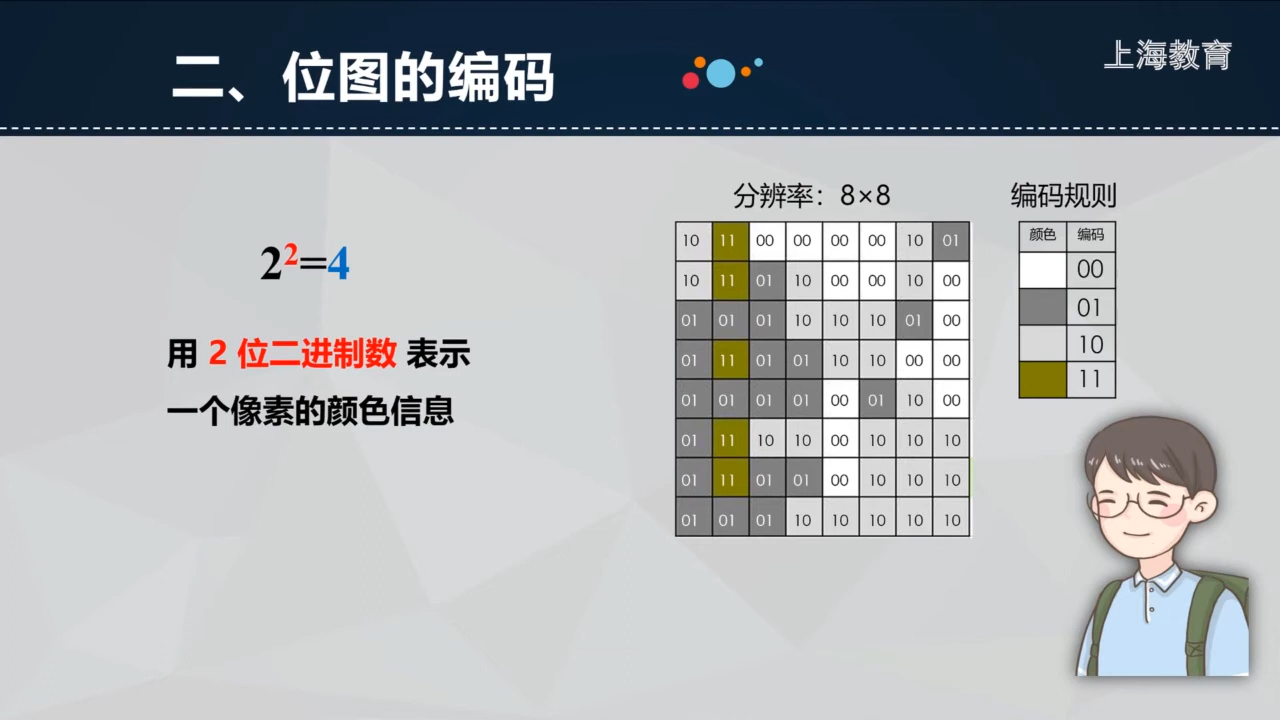 二、位图的编码
上海教育
2²=4
用 2 位二进制数 表示
一个像素的颜色信息
分辨率：8×8
10 11 00 00 00 00 10 01
10 11 01 10 00 00 10 00
01 01 01 10 10 10 01 00
01 11 01 01 10 10 00 00
01 01 01 01 00 01 10 00
01 11 10 10 00 10 10 10
01 11 01 01 00 10 10 10
01 01 01 10 10 10 10 10
编码规则
颜色 编码
00
01
10
11